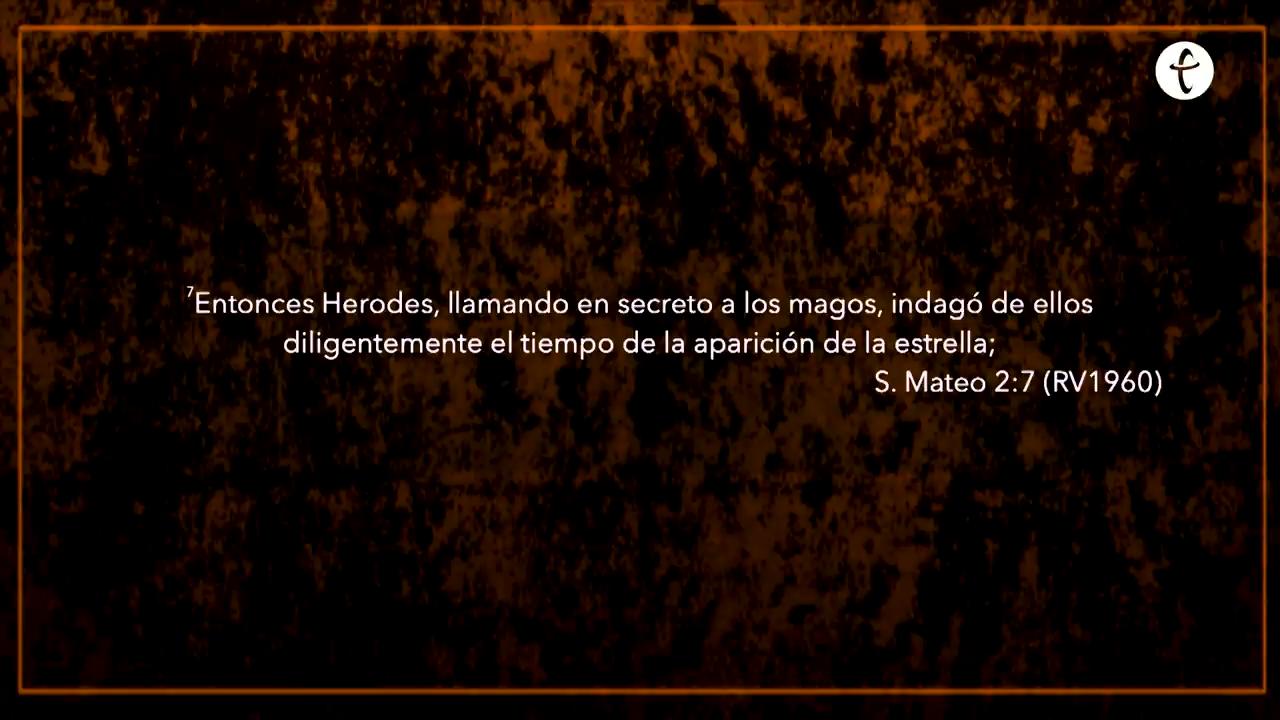 ⁷Entonces Herodes, llamando en secreto a los magos, indagó de ellos
diligentemente el tiempo de la aparición de la estrella;
S. Mateo 2:7 (RV1960)